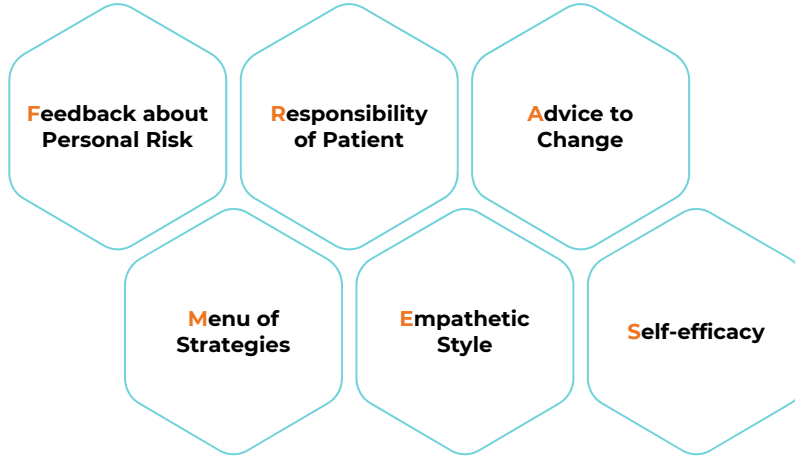 Feedback about
Personal Risk
Responsibility
of Patient
Advice to
Change
Menu of
Strategies
Empathetic
Style
Self-efficacy